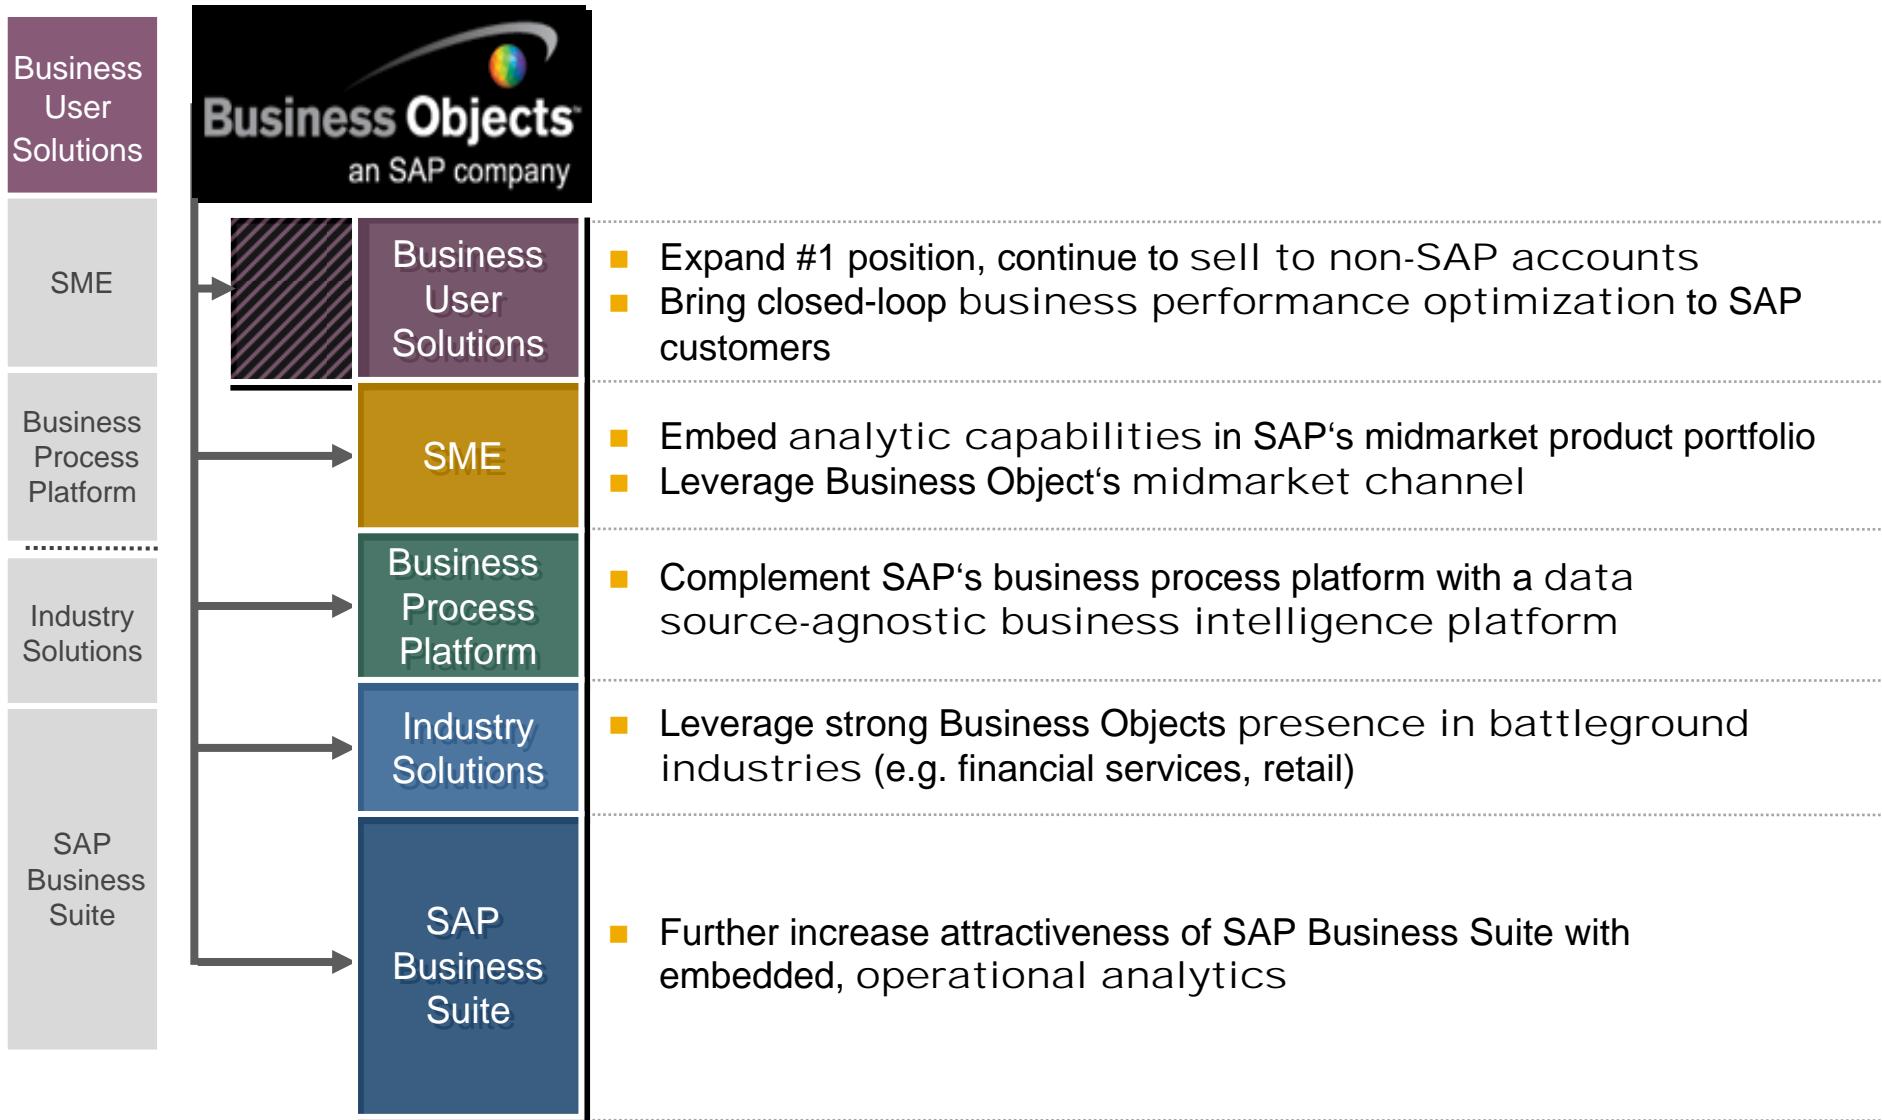 Business
User
Solutions
SME
Business
Process
Platform
Industry
Solutions
SAP
Business
Suite
Business Objects™
an SAP company
Business
User
Solutions
Expand #1 position, continue to sell to non-SAP accounts
Bring closed-loop business performance optimization to SAP
customers
SME
Embed analytic capabilities in SAP‘s midmarket product portfolio
Leverage Business Object‘s midmarket channel
Business
Process
Platform
Complement SAP‘s business process platform with a data
source-agnostic business intelligence platform
Industry
Solutions
Leverage strong Business Objects presence in battleground
industries (e.g. financial services, retail)
SAP
Business
Suite
Further increase attractiveness of SAP Business Suite with
embedded, operational analytics